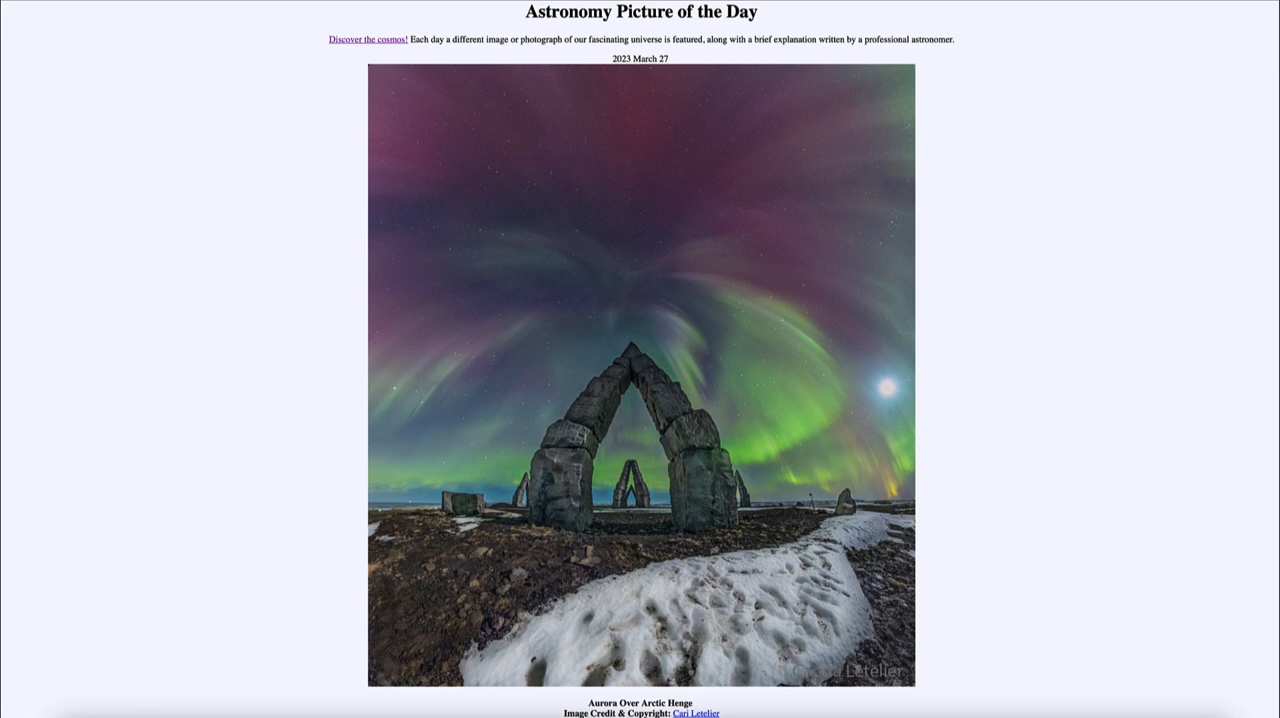 Astronomy Picture of the Day
Discover the cosmos! Each day a different image or photograph of our fascinating universe is featured, along with a brief explanation written by a professional astronomer.
2023 March 27
Letelier
Aurora Over Arctic Henge
Image Credit & Copyright: Cari Letelier